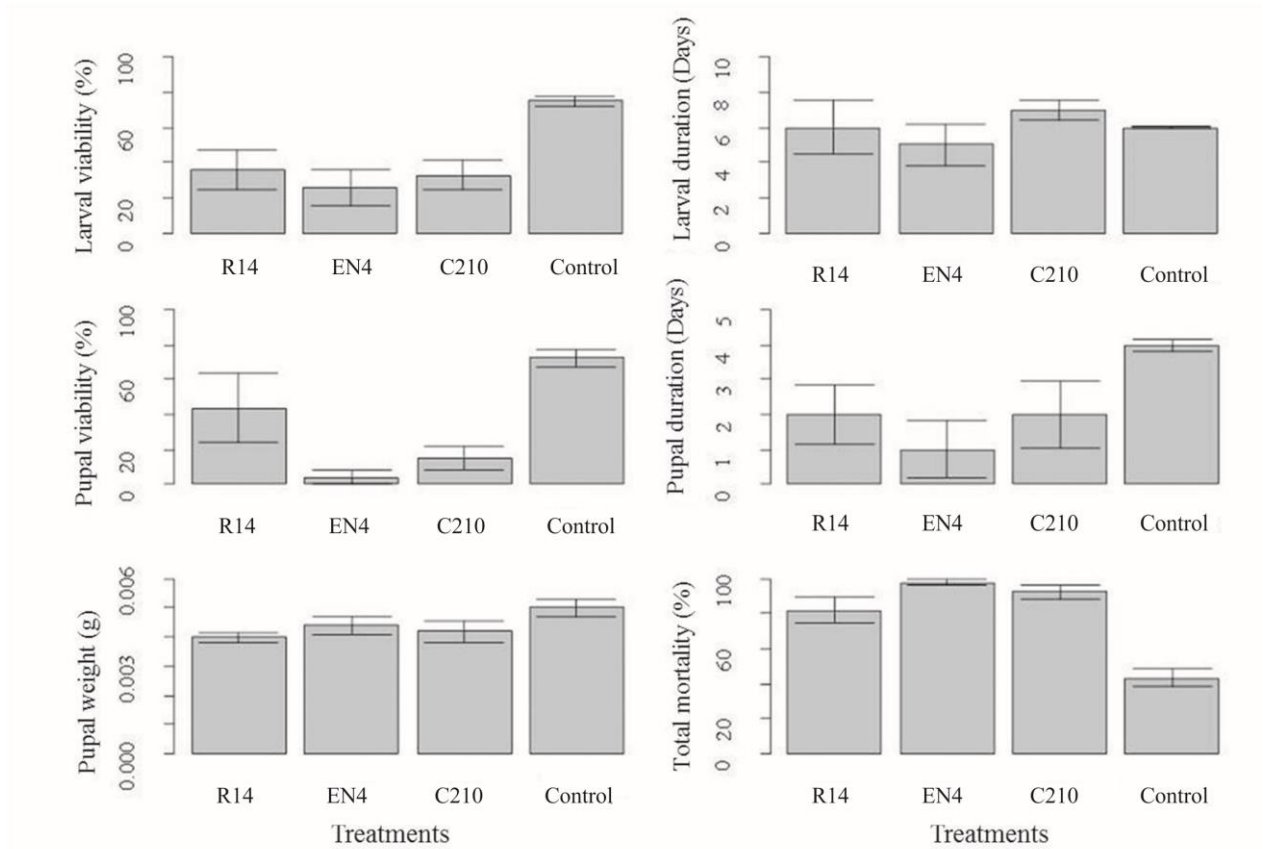 Larval viability (%)
100
60
20
0
R14 EN4 C210 Control
Larval duration (Days)
10
8
6
4
2
0
R14 EN4 C210 Control
Pupal viability (%)
100
60
20
0
R14 EN4 C210 Control
Pupal duration (Days)
5
4
3
2
1
0
R14 EN4 C210 Control
Pupal weight (g)
0.006
0.003
0.000
R14 EN4 C210 Control
Treatments
Total mortality (%)
100
60
20
0
R14 EN4 C210 Control
Treatments